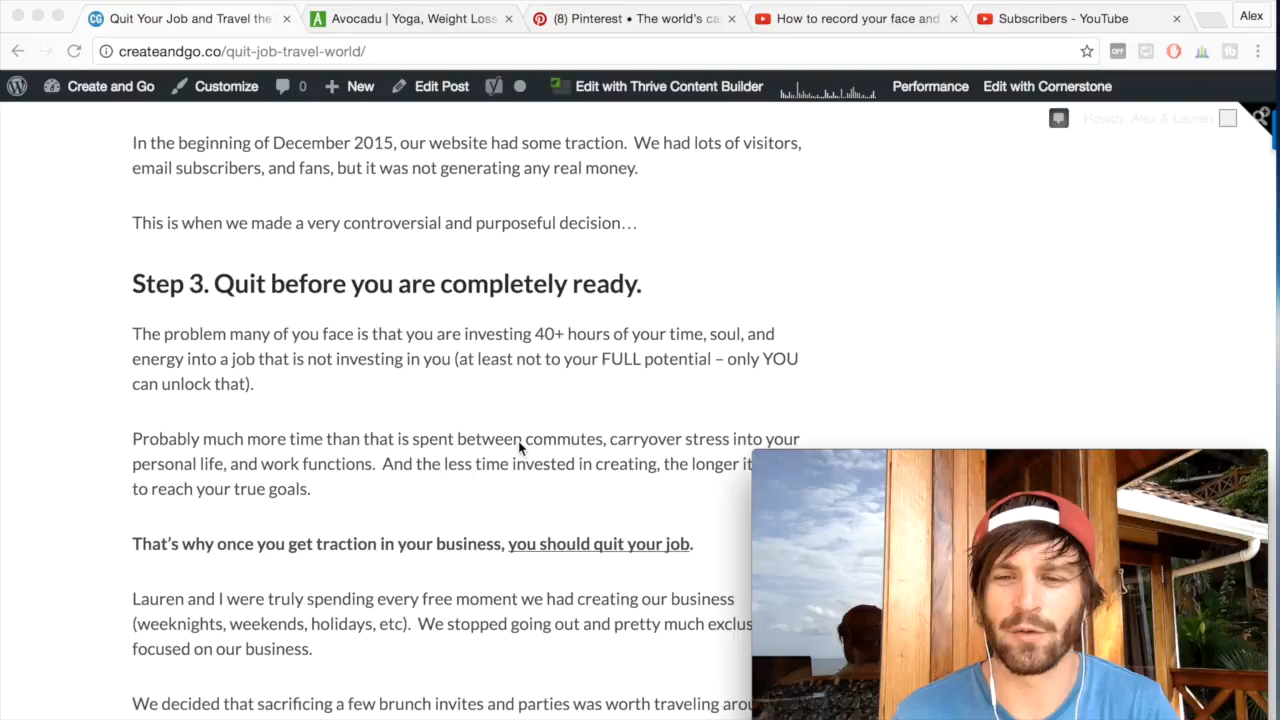 Quit Your Job and Travel the
Avocadu | Yoga, Weight Loss
(8) Pinterest • The world's ca
How to record your face and
Subscribers - YouTube
Alex
createandgo.co/quit-job-travel-world/
OFF
Create and Go
Customize
0
New
Edit Post
Edit with Thrive Content Builder
Performance
Edit with Cornerstone
Howdy, Alex & Lauren
In the beginning of December 2015, our website had some traction. We had lots of visitors,
email subscribers, and fans, but it was not generating any real money.
This is when we made a very controversial and purposeful decision…
Step 3. Quit before you are completely ready.
The problem many of you face is that you are investing 40+ hours of your time, soul, and
energy into a job that is not investing in you (at least not to your FULL potential – only YOU
can unlock that).
Probably much more time than that is spent between commutes, carryover stress into your
personal life, and work functions. And the less time invested in creating, the longer it
to reach your true goals.
That's why once you get traction in your business, you should quit your job.
Lauren and I were truly spending every free moment we had creating our business
(weeknights, weekends, holidays, etc). We stopped going out and pretty much exclus
focused on our business.
We decided that sacrificing a few brunch invites and parties was worth traveling arou